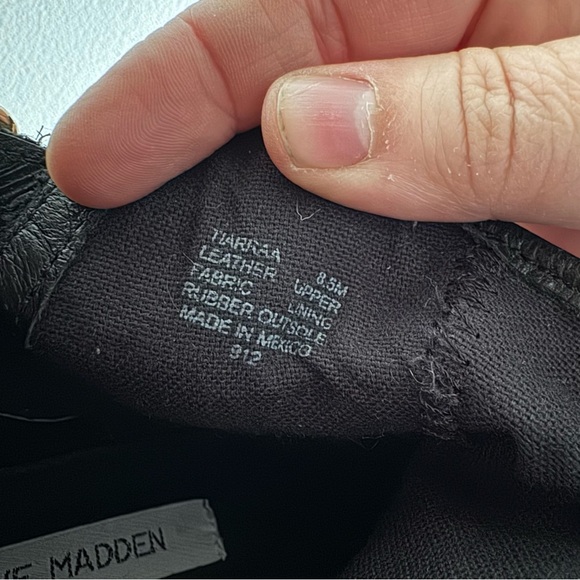 TIARRAA 8.5M
LEATHER UPPER
FABRIC LINING
RUBBER OUTSOLE
MADE IN MEXICO
912
VE MADDEN